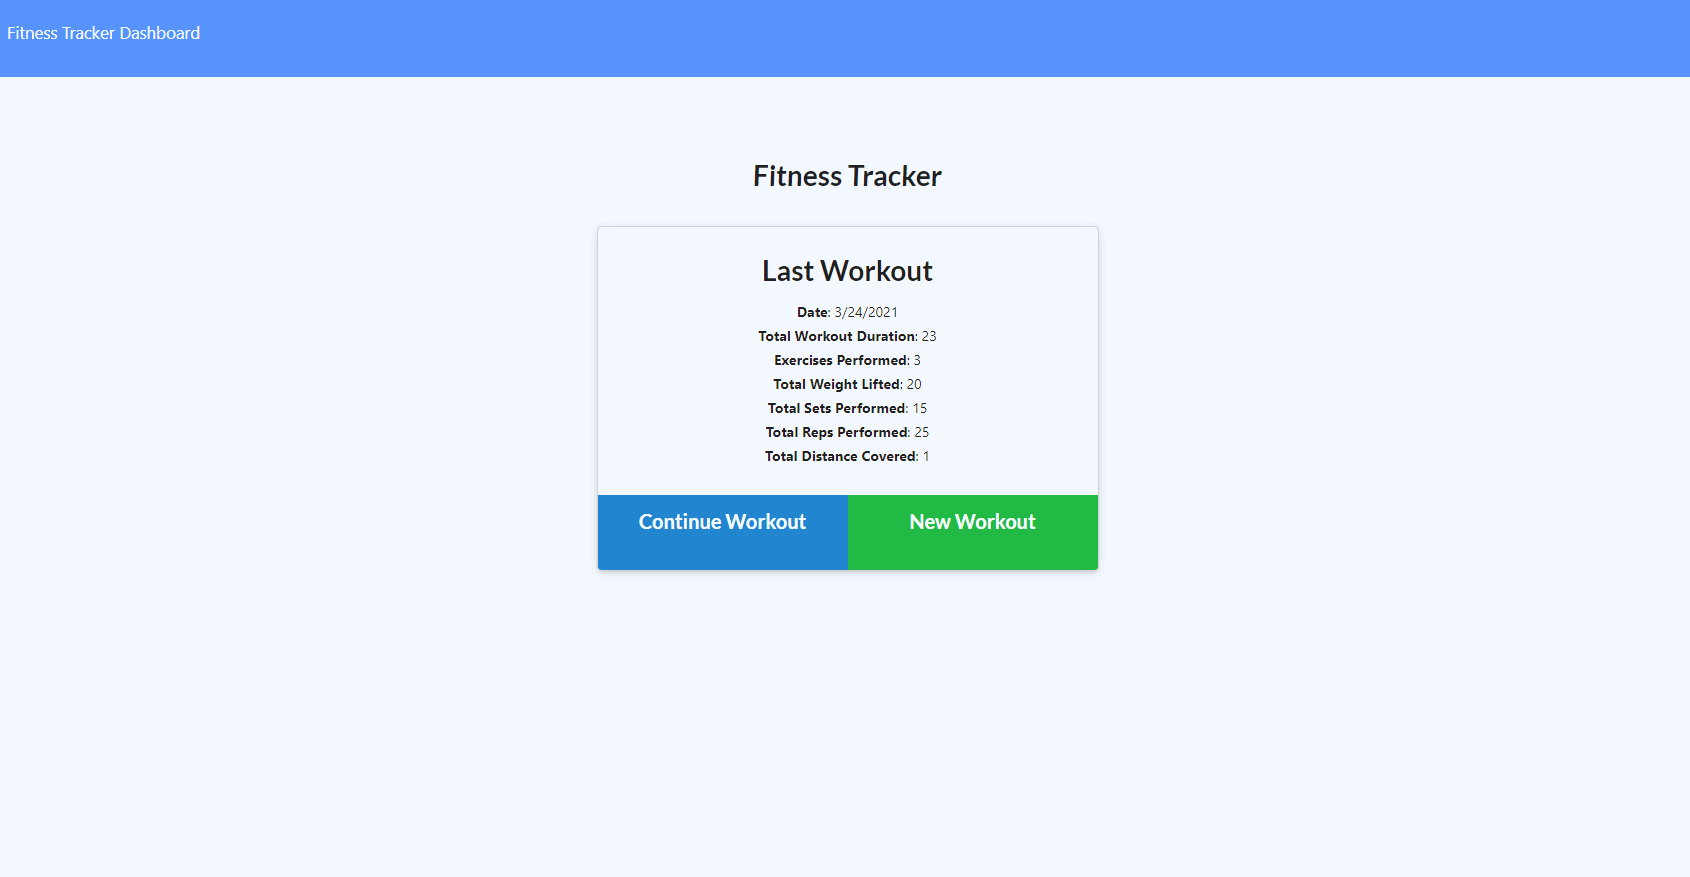 Fitness Tracker Dashboard
Fitness Tracker
Last Workout
Date: 3/24/2021
Total Workout Duration: 23
Exercises Performed: 3
Total Weight Lifted: 20
Total Sets Performed: 15
Total Reps Performed: 25
Total Distance Covered: 1
Continue Workout New Workout